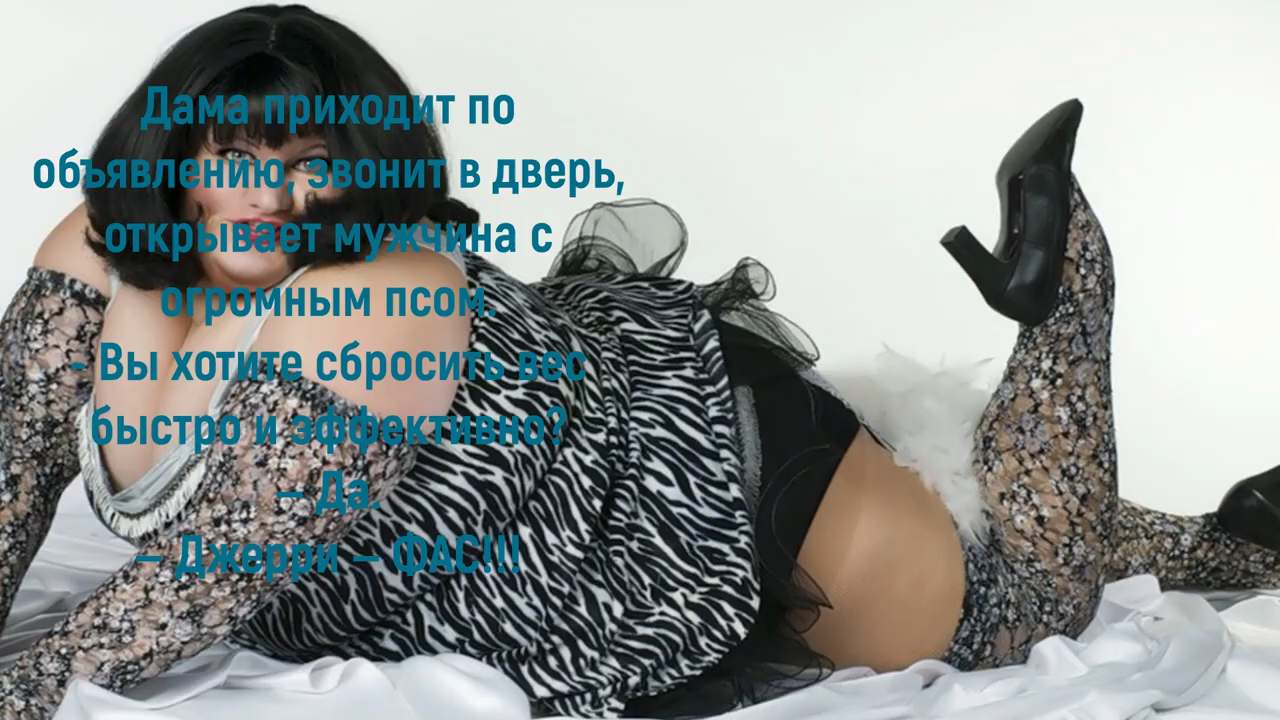 Дама приходит по
объявлению, звонит в дверь,
открывает мужчина с
огромным псом.
- Вы хотите сбросить вес
быстро и эффективно?
– Да.
– Джерри – ФАС!!!